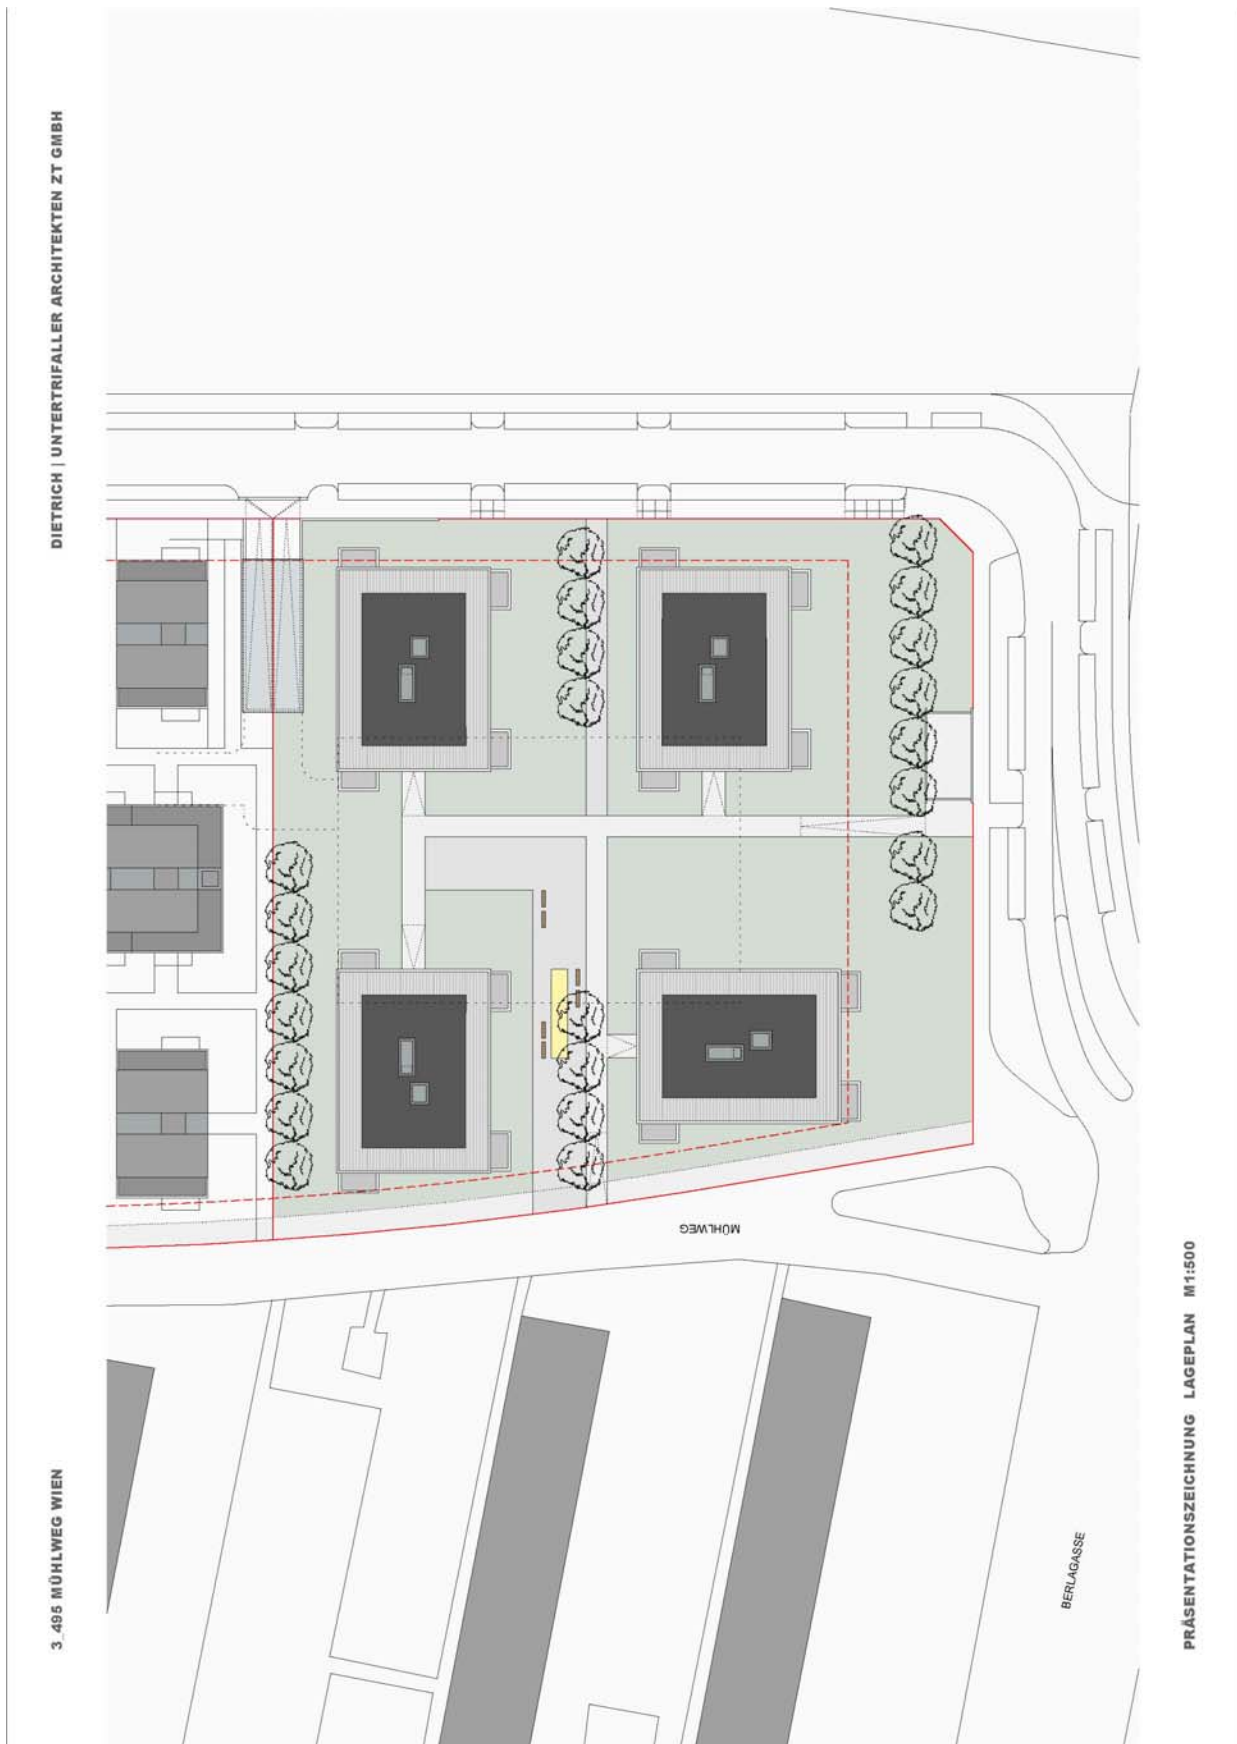 3_495 MÜHLWEG WIEN
DIETRICH | UNTERTRIFALLER ARCHITEKTEN ZT GMBH
MÜHLWEG
BERLAGASSE
PRÄSENTATIONSZEICHNUNG LAGEPLAN M1:500